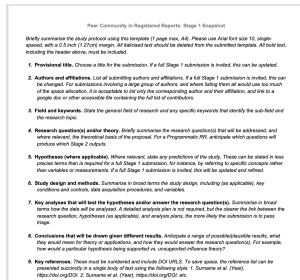 Peer Community in Registered Reports: Stage 1 Snapshot
Briefly summarise the study protocol using this template (1 page max, A4). Please use Arial font size 10, single-
spaced, with a 0.5 inch (1.27cm) margin. All italicised text should be deleted from the submitted template. All bold text,
including the header above, must be included.
1. Provisional title. Choose a title for the submission. If a full Stage 1 submission is invited, this can be updated.
2. Authors and affiliations. List all submitting authors and affiliations. If a full Stage 1 submission is invited, this can
be changed. For submissions involving a large group of authors, and where listing them all would use too much
of the space allocation, it is acceptable to list only the corresponding author and their affiliation, and link to a
google doc or other accessible file containing the full list of contributors.
3. Field and keywords. State the general field of research and any specific keywords that identify the sub-field and
the research topic.
4. Research question(s) and/or theory. Briefly summarise the research question(s) that will be addressed, and
where relevant, the theoretical basis of the proposal. For a Programmatic RR, anticipate which questions will
produce which Stage 2 outputs.
5. Hypotheses (where applicable). Where relevant, state any predictions of the study. These can be stated in less
precise terms than is required for a full Stage 1 submission, for instance, by referring to specific concepts rather
than variables or measurements. If a full Stage 1 submission is invited, this will be updated and refined.
6. Study design and methods. Summarise in broad terms the study design, including (as applicable), key
conditions and controls, data acquisition procedures, and variables.
7. Key analyses that will test the hypotheses and/or answer the research question(s). Summarise in broad
terms how the data will be analysed. A detailed analysis plan is not required, but the clearer the link between the
research question, hypotheses (as applicable), and analysis plans, the more likely the submission is to pass
triage.
8. Conclusions that will be drawn given different results. Anticipate a range of possible/plausible results, what
they would mean for theory or applications, and how they would answer the research question(s). For example,
how would a particular hypothesis being supported vs. unsupported influence theory?
9. Key references. These must be numbered and include DOI URLS. To save space, the reference list can be
presented succinctly in a single body of text using the following style: 1. Surname et al. (Year),
https://doi.org/DOI. 2. Surname et al. (Year), https://doi.org/DOI, etc.